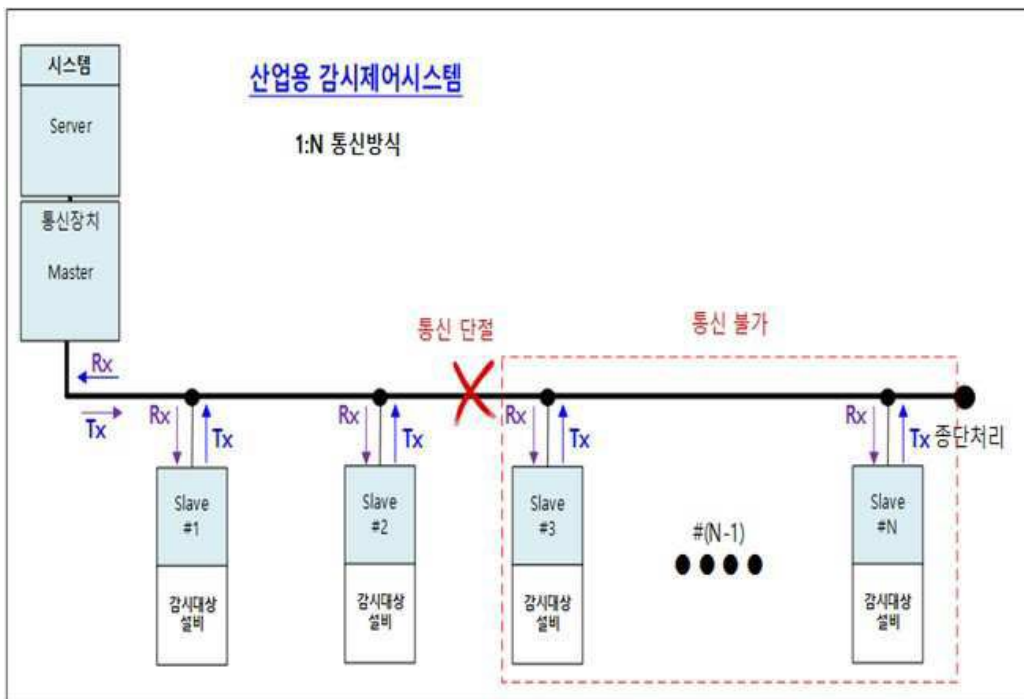 시스템
Server
통신장치
Master
산업용 감시제어시스템
1:N 통신방식
통신 단절
통신 불가
Rx
Tx
Rx
Tx
Rx
Tx
Rx
Tx
Rx
Tx
종단처리
Slave
#1
Slave
#2
Slave
#3
#(N-1)
Slave
#N
감시대상
설비
감시대상
설비
감시대상
설비
감시대상
설비